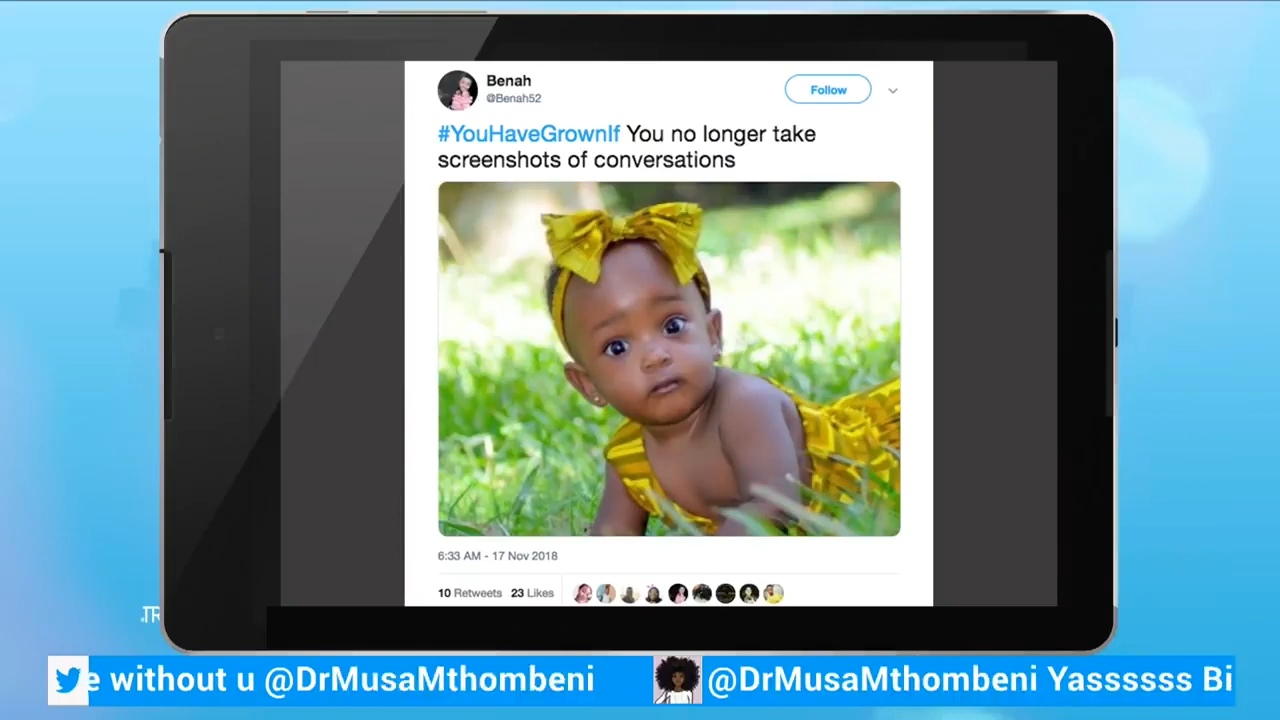 Benah
@Benah52
Follow
#YouHaveGrownIf You no longer take
screenshots of conversations
6:33 AM - 17 Nov 2018
10 Retweets 23 Likes
without u @DrMusaMthombeni
@DrMusaMthombeni Yassssss Bi